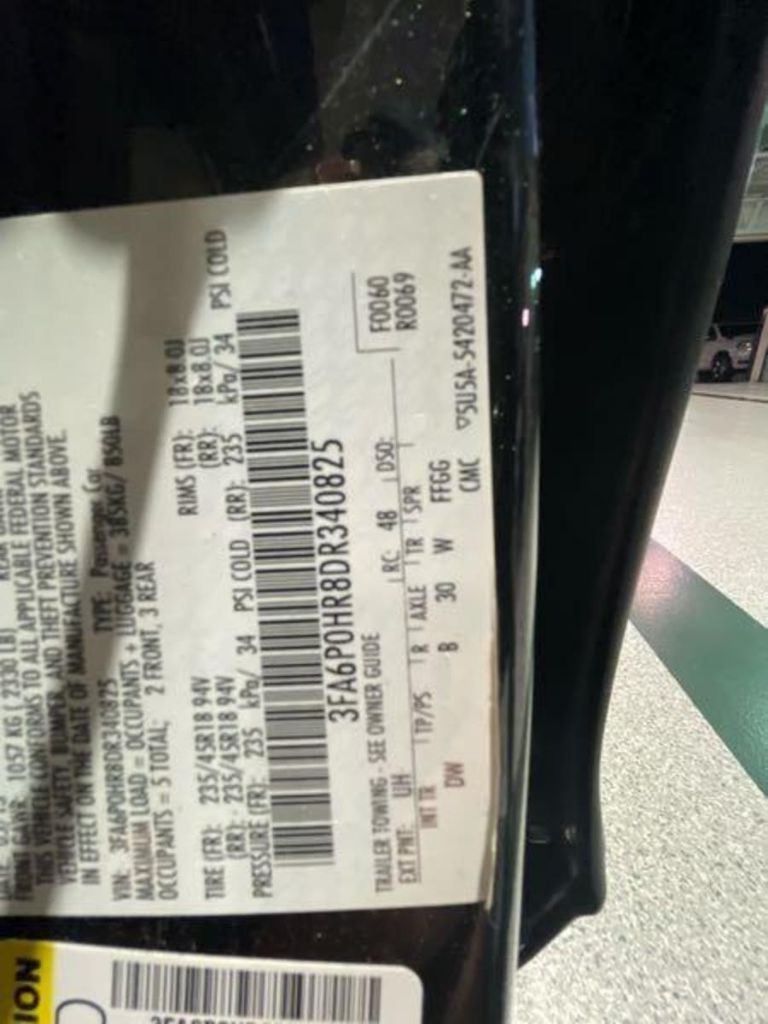 FRONT GAWR: 1057 KG ( 2330 LB)
THIS VEHICLE CONFORMS TO ALL APPLICABLE FEDERAL MOTOR
VEHICLE SAFETY, BUMPER, AND THEFT PREVENTION STANDARDS
IN EFFECT ON THE DATE OF MANUFACTURE SHOWN ABOVE.
VIN: 3FA6P0HR8DR340825 TYPE: Passenger Car
MAXIMUM LOAD = OCCUPANTS + LUGGAGE = 385KG/ 850LB
OCCUPANTS = 5 TOTAL: 2 FRONT, 3 REAR
TIRE (FR): 235/45R18 94V RIMS (FR): 18x8.0J
(RR): 235/45R18 94V (RR): 18x8.0J
PRESSURE (FR): 235 kPa/ 34 PSI COLD (RR): 235 kPa/ 34 PSI COLD
3FA6P0HR8DR340825
TRAILER TOWING - SEE OWNER GUIDE F0060
EXT PNT: UH RC: 48 DSO: R0069
INT TR TP/PS R AXLE TR SPR
DW B 30 W FFGG
CMC ▽5U5A-5420472-AA
ION